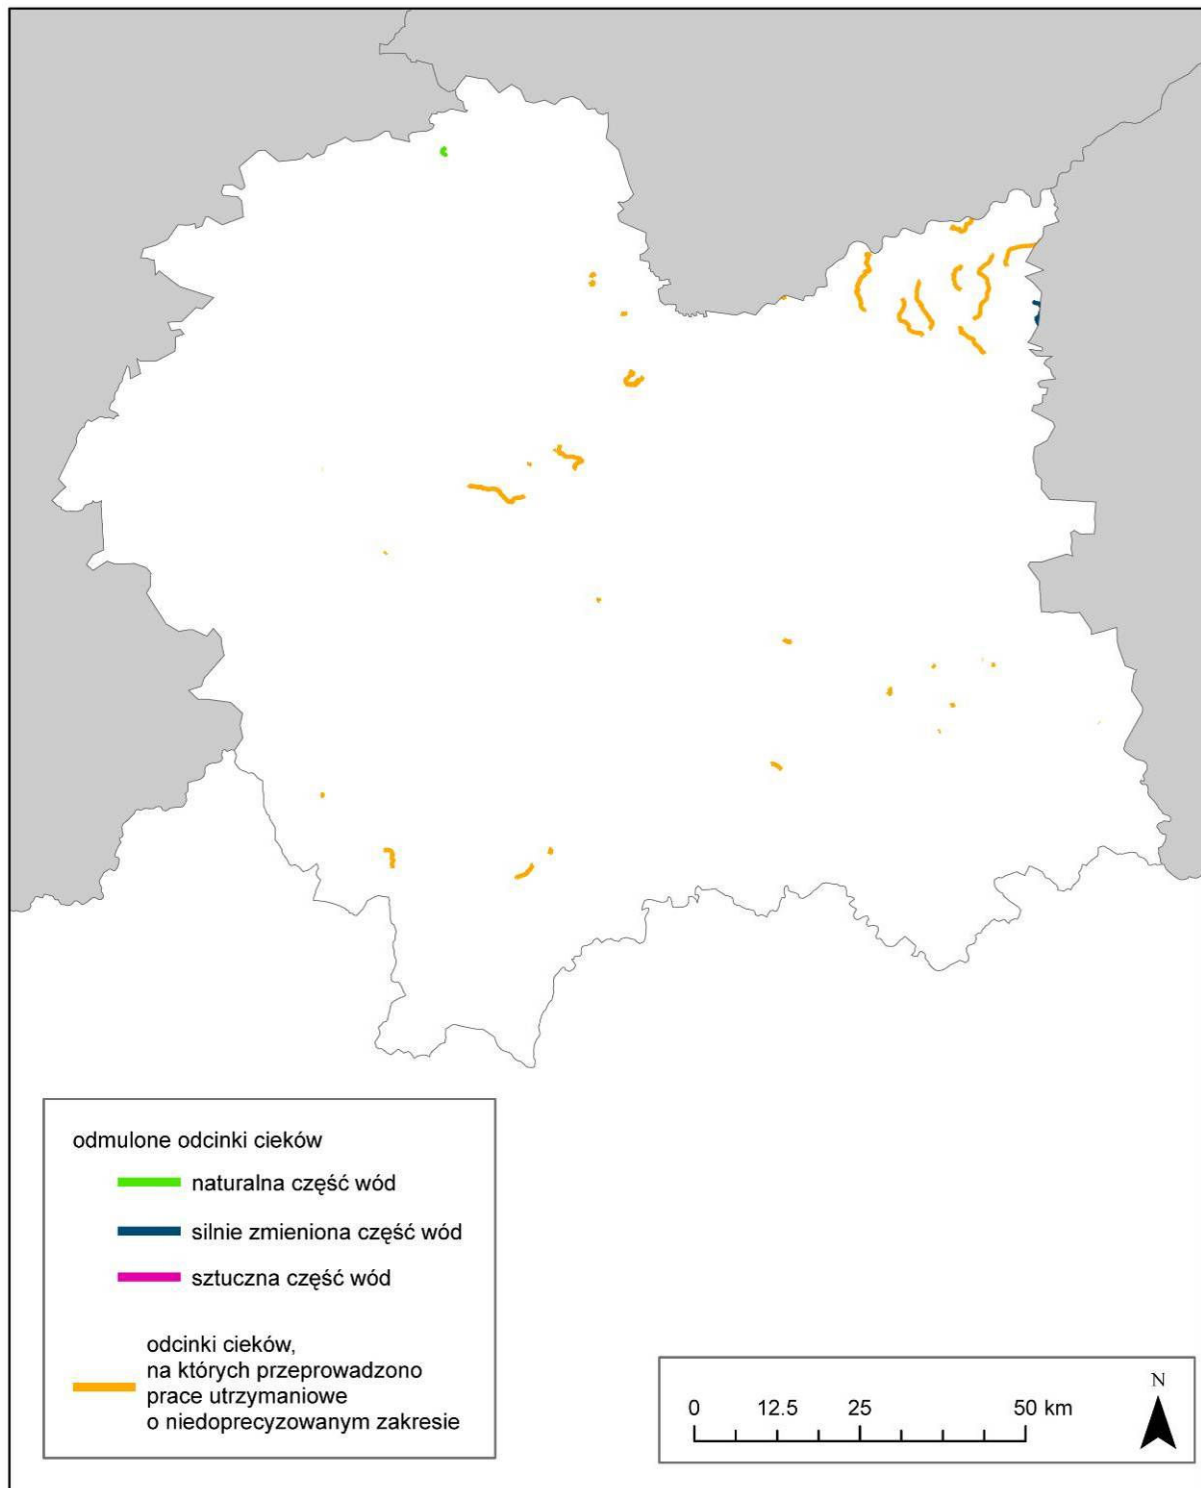 odmulone odcinki cieków
naturalna część wód
silnie zmieniona część wód
sztuczna część wód
odcinki cieków,
na których przeprowadzono
prace utrzymaniowe
o niedoprecyzowanym zakresie
0 12.5 25 50 km
N